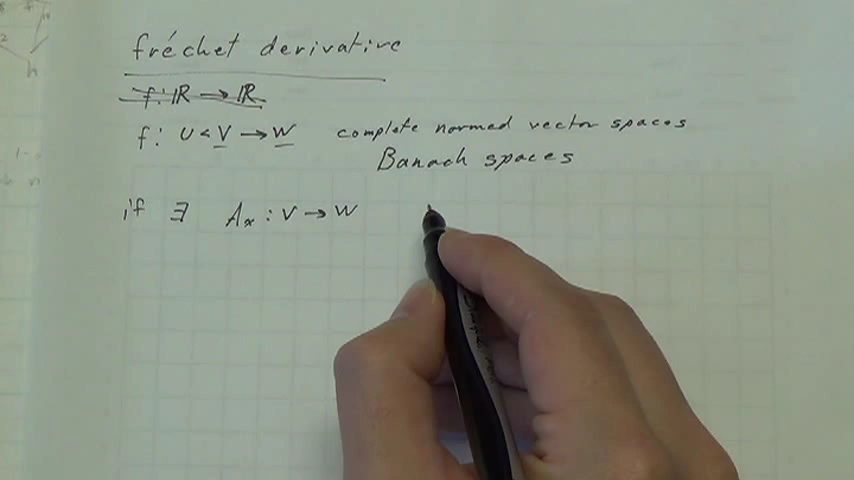 fréchet derivative
f: ℝ → ℝ
f: U < V → W complete normed vector spaces
Banach spaces
if ∃ Aₓ : V → W